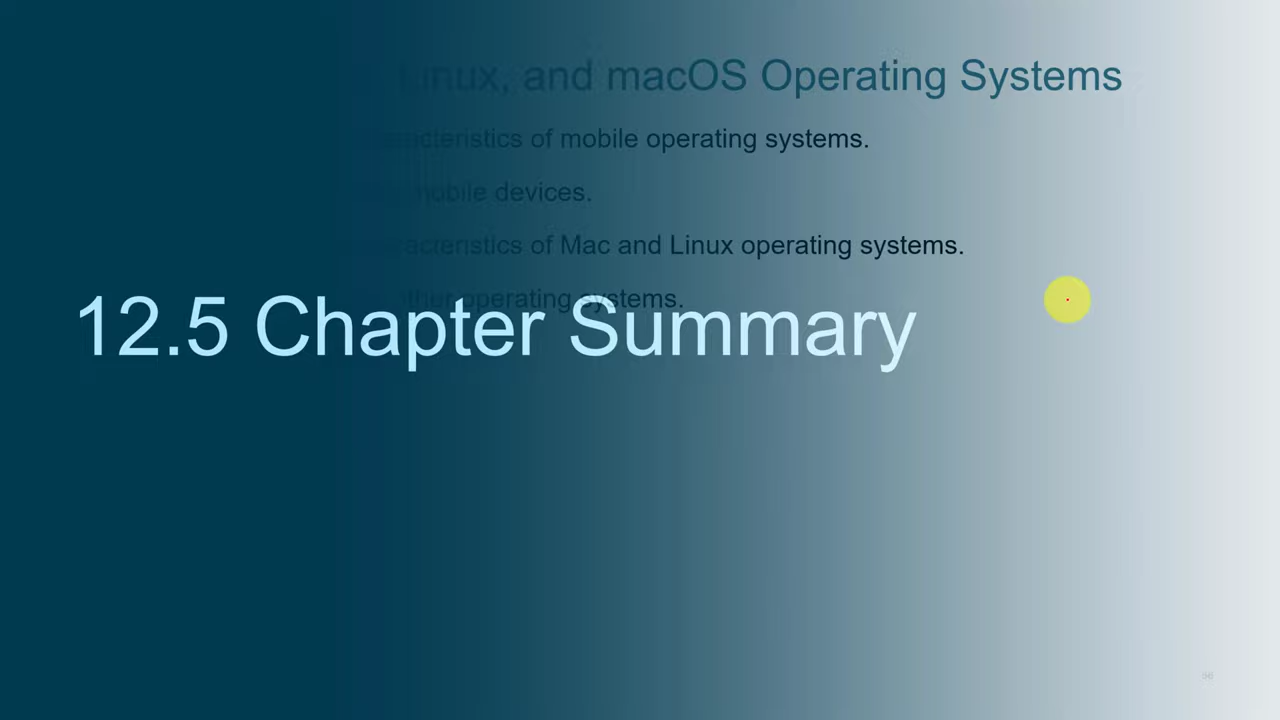 Linux, and macOS Operating Systems
characteristics of mobile operating systems.
mobile devices.
characteristics of Mac and Linux operating systems.
other operating systems.
12.5 Chapter Summary